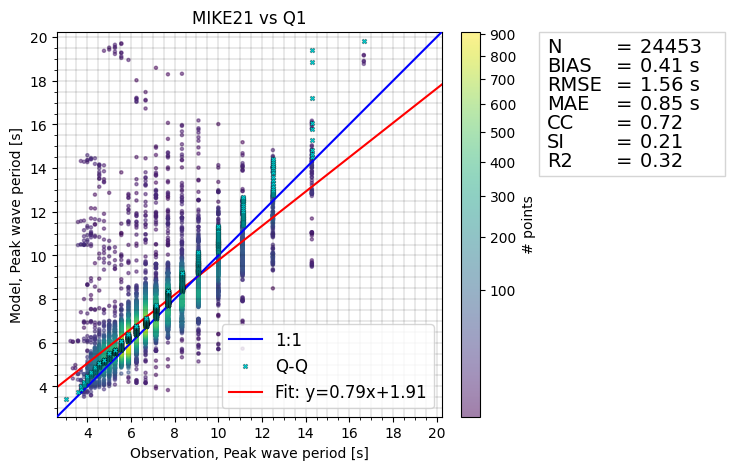 MIKE21 vs Q1
Model, Peak wave period [s]
20
18
16
14
12
10
8
6
4
4
6
8
10
12
14
16
18
20
Observation, Peak wave period [s]
1:1
Q-Q
Fit: y=0.79x+1.91
900
800
700
600
500
400
300
200
100
# points
N = 24453
BIAS = 0.41 s
RMSE = 1.56 s
MAE = 0.85 s
CC = 0.72
SI = 0.21
R2 = 0.32